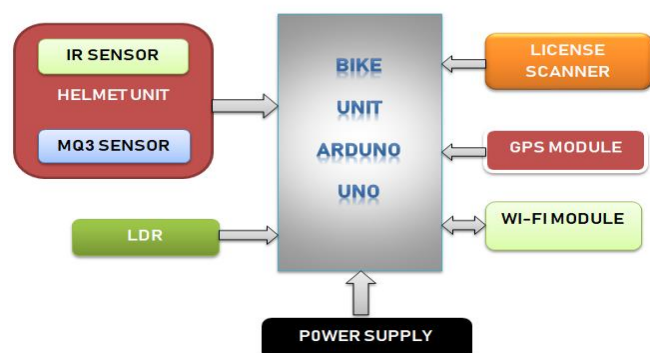 IR SENSOR
HELMET UNIT
MQ3 SENSOR
LDR
BIKE
UNIT
ARDUNO
UNO
LICENSE
SCANNER
GPS MODULE
WI-FI MODULE
POWER SUPPLY